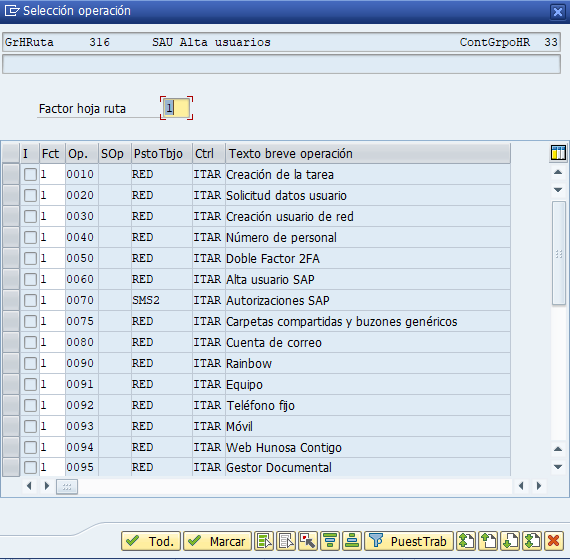 Selección operación
GrHRuta 316 SAU Alta usuarios ContGrpoHR 33
Factor hoja ruta 1
I Fct Op. SOp PstoTbjo Ctrl Texto breve operación
1 0010 RED ITAR Creación de la tarea
1 0020 RED ITAR Solicitud datos usuario
1 0030 RED ITAR Creación usuario de red
1 0040 RED ITAR Número de personal
1 0050 RED ITAR Doble Factor 2FA
1 0060 RED ITAR Alta usuario SAP
1 0070 SMS2 ITAR Autorizaciones SAP
1 0075 RED ITAR Carpetas compartidas y buzones genéricos
1 0080 RED ITAR Cuenta de correo
1 0090 RED ITAR Rainbow
1 0091 RED ITAR Equipo
1 0092 RED ITAR Teléfono fijo
1 0093 RED ITAR Móvil
1 0094 RED ITAR Web Hunosa Contigo
1 0095 RED ITAR Gestor Documental
Tod. Marcar PuestTrab